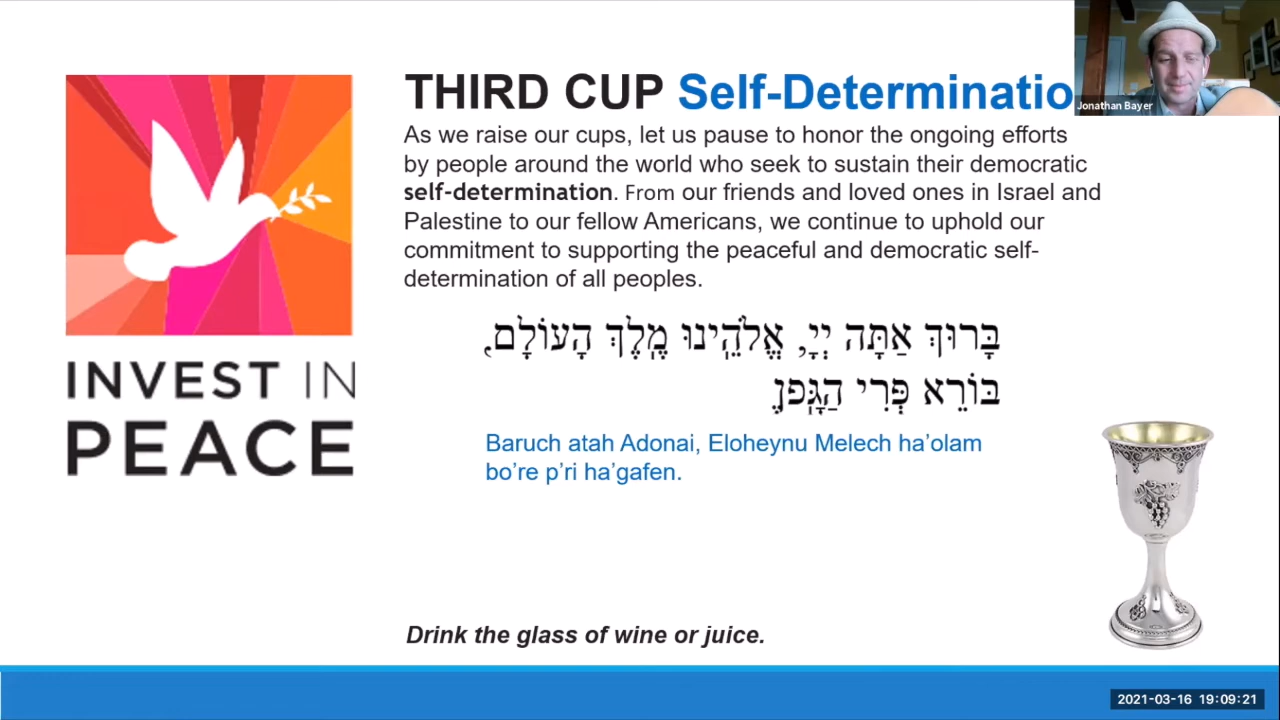 THIRD CUP Self-Determinatio
Jonathan Bayer
As we raise our cups, let us pause to honor the ongoing efforts
by people around the world who seek to sustain their democratic
self-determination. From our friends and loved ones in Israel and
Palestine to our fellow Americans, we continue to uphold our
commitment to supporting the peaceful and democratic self-
determination of all peoples.
בָּרוּךְ אַתָּה יְיָ, אֱלֹהֵֽינוּ מֶֽלֶךְ הָעוֹלָם,
בּוֹרֵא פְּרִי הַגָּֽפֶן
Baruch atah Adonai, Eloheynu Melech ha’olam
bo’re p’ri ha’gafen.
INVEST IN
PEACE
Drink the glass of wine or juice.
2021-03-16 19:09:21